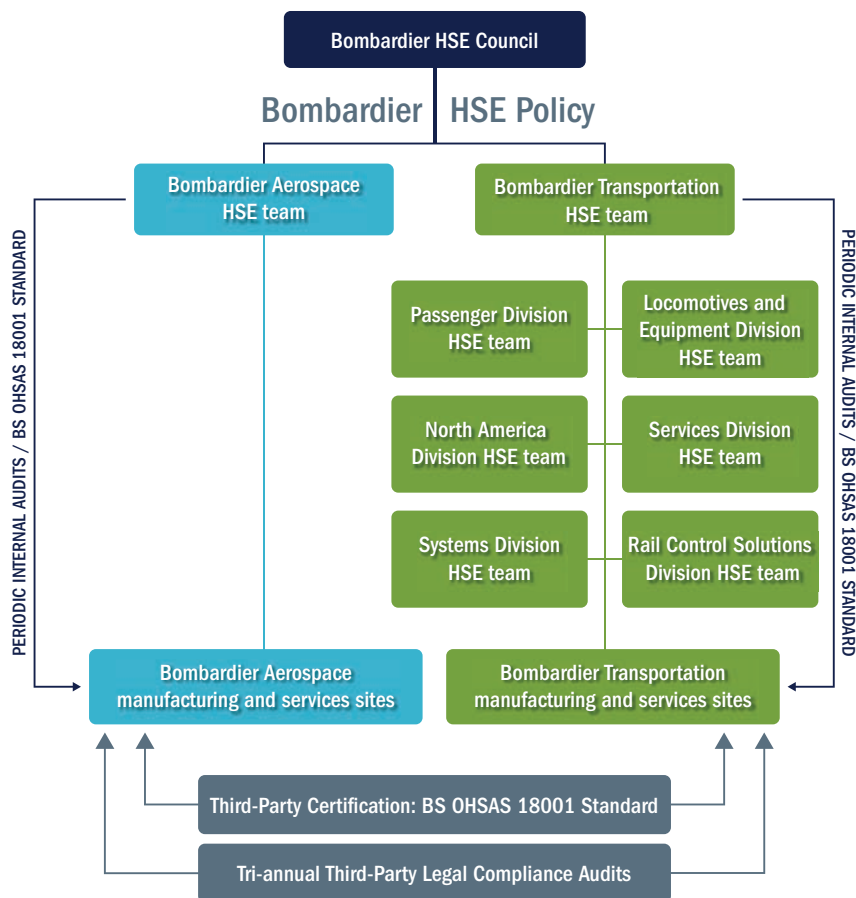 Bombardier HSE Council
Bombardier HSE Policy
Bombardier Aerospace
HSE team
Bombardier Transportation
HSE team
PERIODIC INTERNAL AUDITS / BS OHSAS 18001 STANDARD
PERIODIC INTERNAL AUDITS / BS OHSAS 18001 STANDARD
Passenger Division
HSE team
Locomotives and
Equipment Division
HSE team
North America
Division HSE team
Services Division
HSE team
Systems Division
HSE team
Rail Control Solutions
Division HSE team
Bombardier Aerospace
manufacturing and services sites
Bombardier Transportation
manufacturing and services sites
Third-Party Certification: BS OHSAS 18001 Standard
Tri-annual Third-Party Legal Compliance Audits